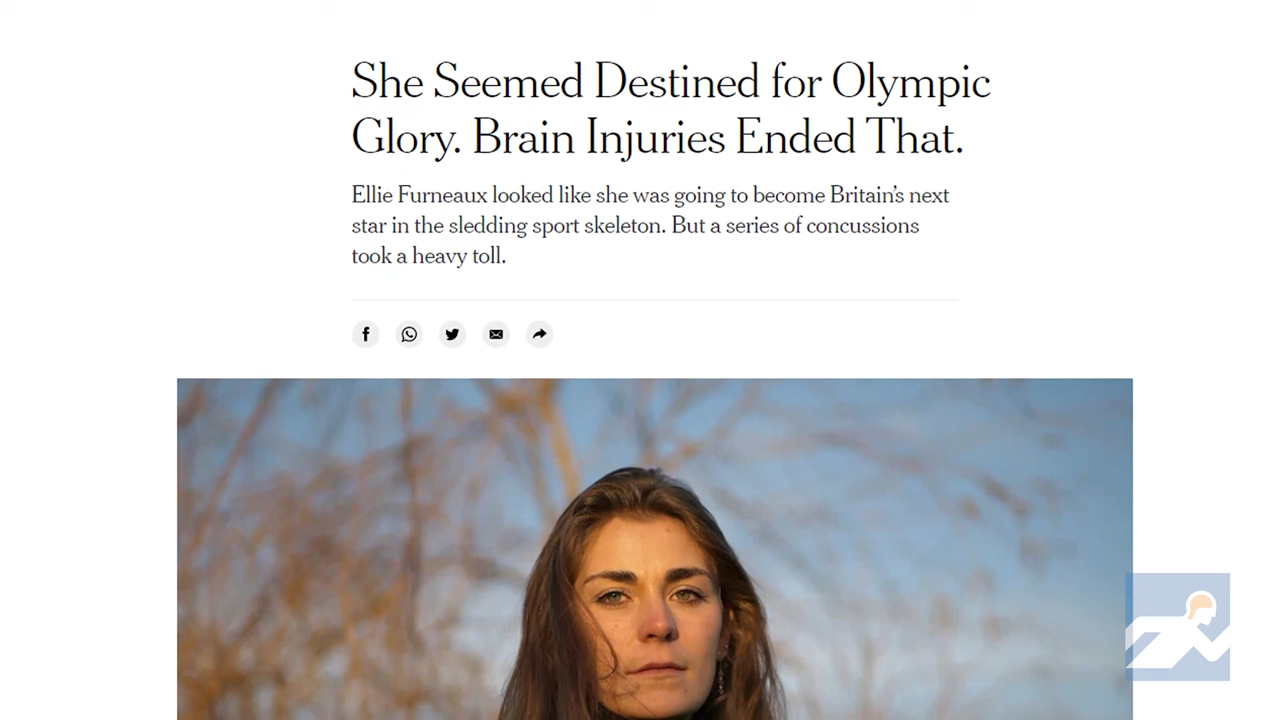 She Seemed Destined for Olympic
Glory. Brain Injuries Ended That.
Ellie Furneaux looked like she was going to become Britain’s next
star in the sledding sport skeleton. But a series of concussions
took a heavy toll.